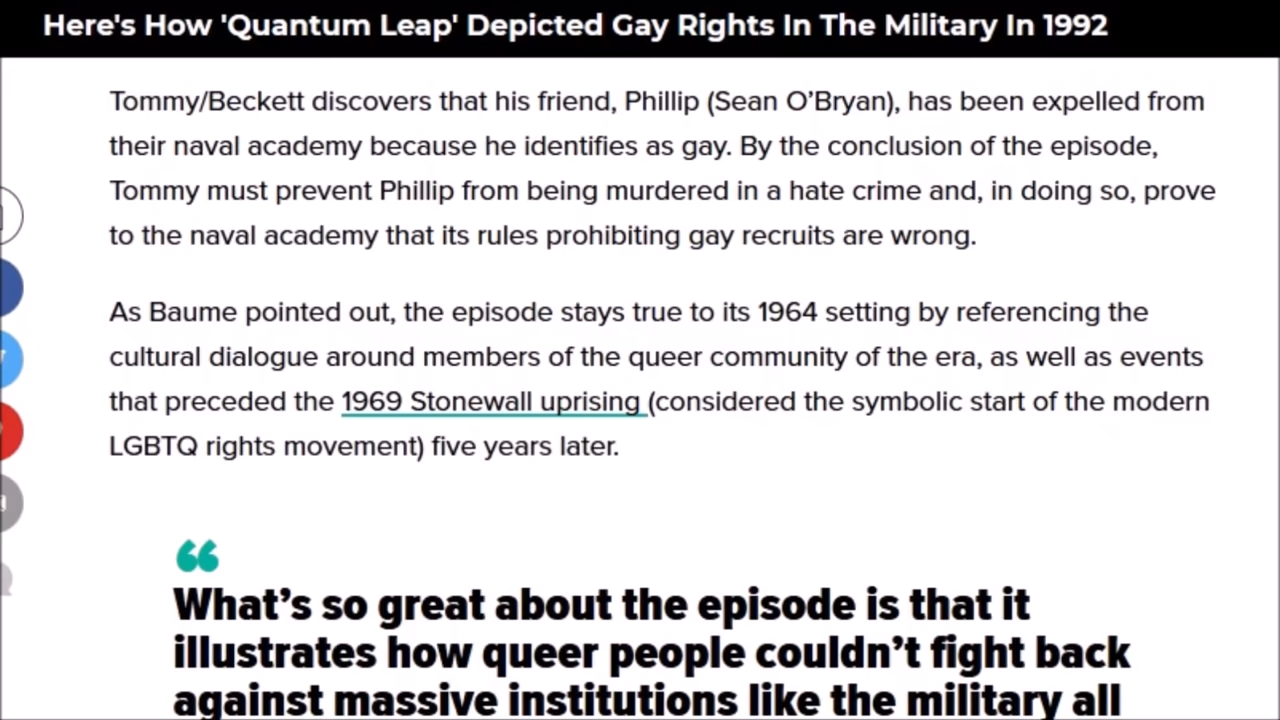 Here's How 'Quantum Leap' Depicted Gay Rights In The Military In 1992
Tommy/Beckett discovers that his friend, Phillip (Sean O’Bryan), has been expelled from
their naval academy because he identifies as gay. By the conclusion of the episode,
Tommy must prevent Phillip from being murdered in a hate crime and, in doing so, prove
to the naval academy that its rules prohibiting gay recruits are wrong.
As Baume pointed out, the episode stays true to its 1964 setting by referencing the
cultural dialogue around members of the queer community of the era, as well as events
that preceded the 1969 Stonewall uprising (considered the symbolic start of the modern
LGBTQ rights movement) five years later.
“
What’s so great about the episode is that it
illustrates how queer people couldn’t fight back
against massive institutions like the military all